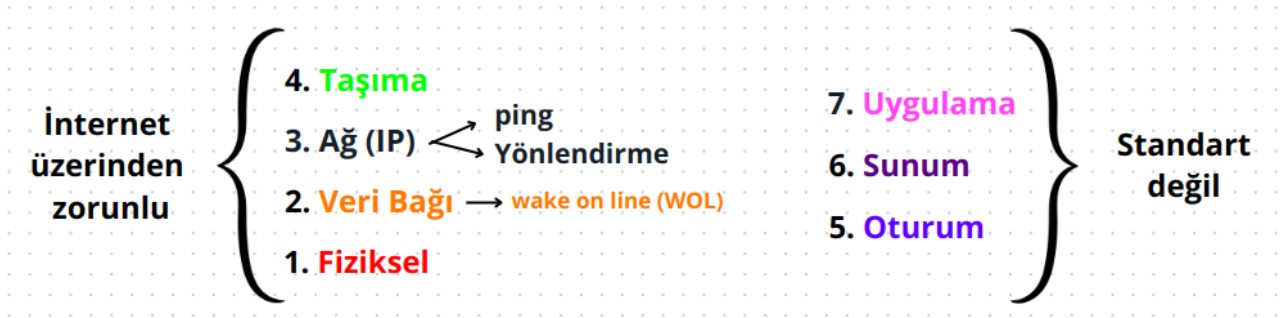 İnternet
üzerinden
zorunlu
4. Taşıma
3. Ağ (IP)
ping
Yönlendirme
2. Veri Bağı
wake on line (WOL)
1. Fiziksel
7. Uygulama
6. Sunum
5. Oturum
Standart
değil